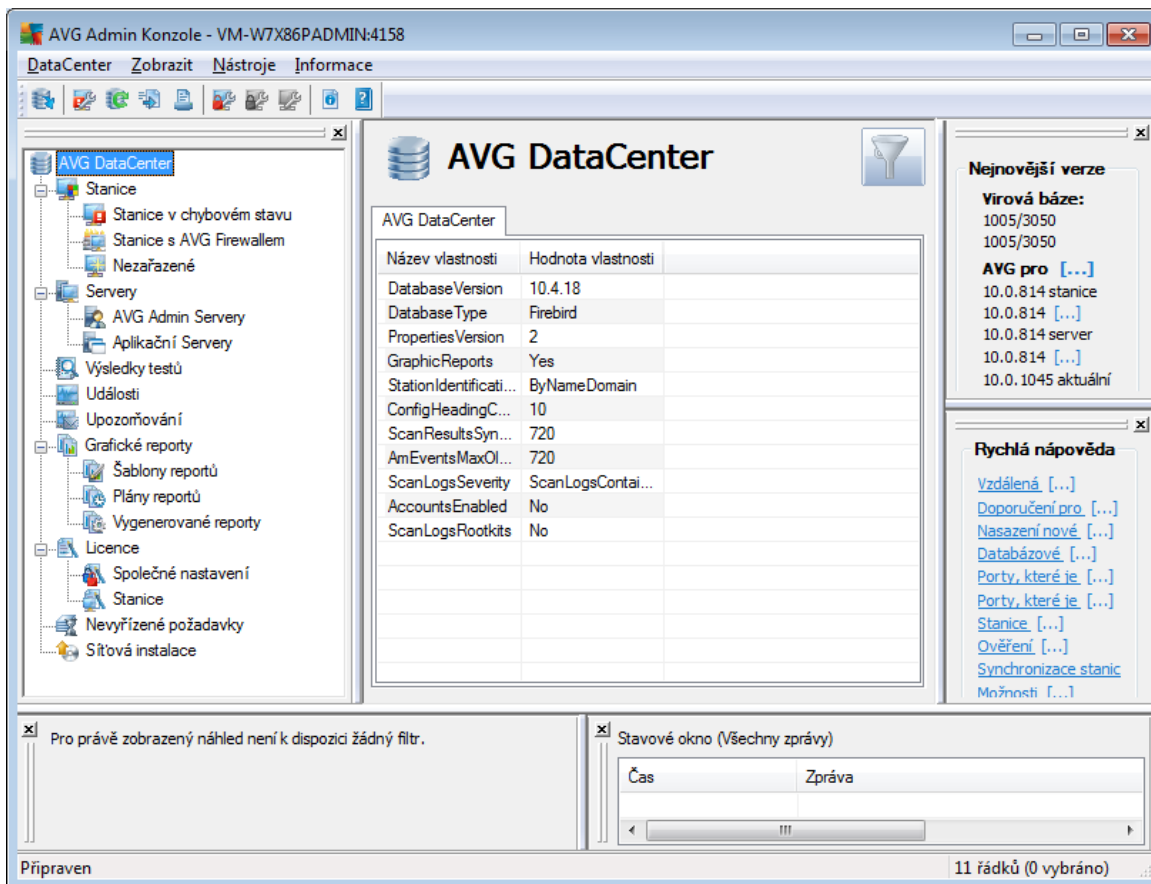 AVG Admin Konzole - VM-W7X86PADMIN:4158
DataCenter Zobrazit Nástroje Informace
AVG DataCenter
Stanice
Stanice v chybovém stavu
Stanice s AVG Firewallem
Nezařazené
Servery
AVG Admin Servery
Aplikační Servery
Výsledky testů
Události
Upozorňování
Grafické reporty
Šablony reportů
Plány reportů
Vygenerované reporty
Licence
Společné nastavení
Stanice
Nevyřízené požadavky
Síťová instalace
AVG DataCenter
AVG DataCenter
Název vlastnosti Hodnota vlastnosti
DatabaseVersion 10.4.18
DatabaseType Firebird
PropertiesVersion 2
GraphicReports Yes
StationIdentificati... ByNameDomain
ConfigHeadingC... 10
ScanResultsSyn... 720
AmEventsMaxOl... 720
ScanLogsSeverity ScanLogsContai...
AccountsEnabled No
ScanLogsRootkits No
Nejnovější verze
Virová báze:
1005/3050
1005/3050
AVG pro [...]
10.0.814 stanice
10.0.814 [...]
10.0.814 server
10.0.814 [...]
10.0.1045 aktuální
Rychlá nápověda
Vzdálená [...]
Doporučení pro [...]
Nasazení nové [...]
Databázové [...]
Porty, které je [...]
Porty, které je [...]
Stanice [...]
Ověření [...]
Synchronizace stanic
Možnosti [...]
Pro právě zobrazený náhled není k dispozici žádný filtr.
Stavové okno (Všechny zprávy)
Čas Zpráva
Připraven
11 řádků (0 vybráno)